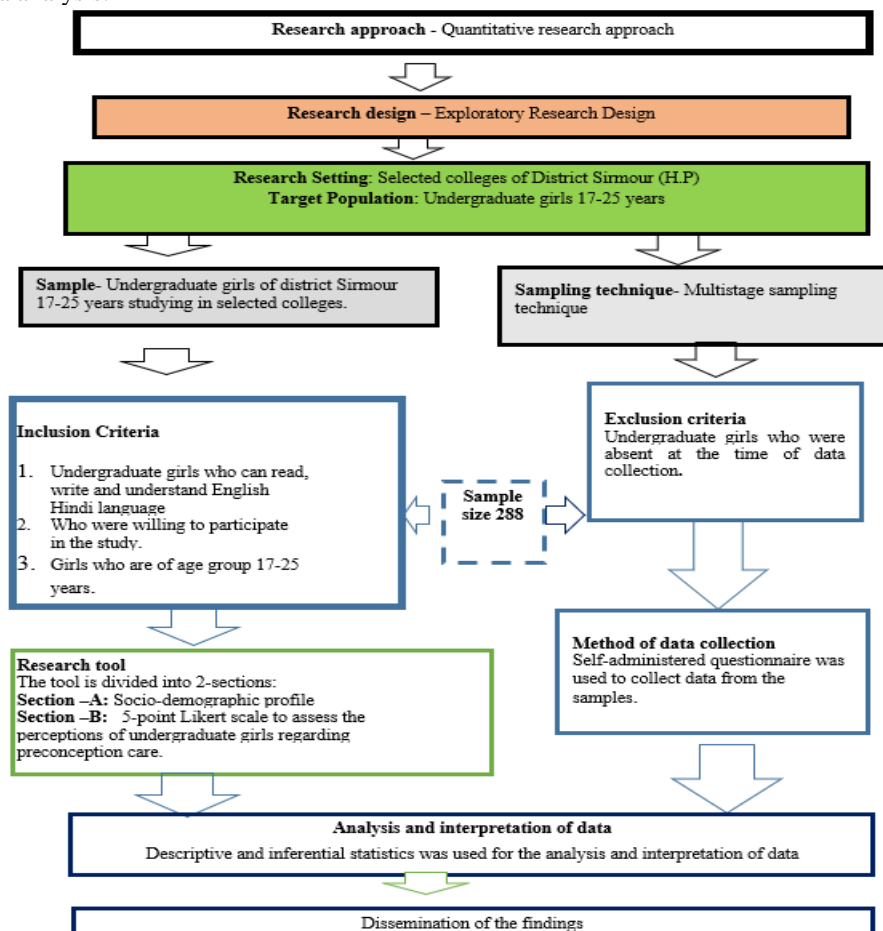 Research approach - Quantitative research approach
Research design – Exploratory Research Design
Research Setting: Selected colleges of District Sirmour (H.P)
Target Population: Undergraduate girls 17-25 years
Sample- Undergraduate girls of district Sirmour
17-25 years studying in selected colleges.
Sampling technique- Multistage sampling
technique
Inclusion Criteria
1. Undergraduate girls who can read,
write and understand English
Hindi language
2. Who were willing to participate
in the study.
3. Girls who are of age group 17-25
years.
Sample
size 288
Exclusion criteria
Undergraduate girls who were
absent at the time of data
collection.
Research tool
The tool is divided into 2-sections:
Section –A: Socio-demographic profile
Section –B: 5-point Likert scale to assess the
perceptions of undergraduate girls regarding
preconception care.
Method of data collection
Self-administered questionnaire was
used to collect data from the
samples.
Analysis and interpretation of data
Descriptive and inferential statistics was used for the analysis and interpretation of data
Dissemination of the findings